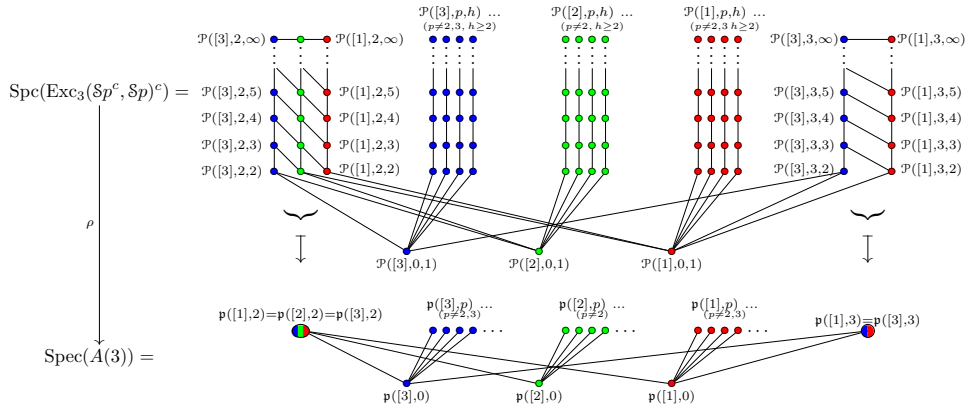 𝒫([3],p,h) ... 𝒫([2],p,h) ... 𝒫([1],p,h) ...
(p≠2,3, h≥2) (p≠2, h≥2) (p≠2,3 h≥2)
𝒫([3],2,∞) 𝒫([1],2,∞) 𝒫([3],3,∞) 𝒫([1],3,∞)
Spc(Exc₃(𝒮p^c, 𝒮p)^c) =
𝒫([3],2,5) 𝒫([1],2,5) 𝒫([3],3,5) 𝒫([1],3,5)
𝒫([3],2,4) 𝒫([1],2,4) 𝒫([3],3,4) 𝒫([1],3,4)
𝒫([3],2,3) 𝒫([1],2,3) 𝒫([3],3,3) 𝒫([1],3,3)
𝒫([3],2,2) 𝒫([1],2,2) 𝒫([3],3,2) 𝒫([1],3,2)
ρ
𝒫([3],0,1) 𝒫([2],0,1) 𝒫([1],0,1)
𝔭([3],p) ... 𝔭([2],p) ... 𝔭([1],p) ...
(p≠2,3) (p≠2) (p≠2,3)
𝔭([1],2)=𝔭([2],2)=𝔭([3],2) ... ... ... 𝔭([1],3)=𝔭([3],3)
Spec(A(3)) =
𝔭([3],0) 𝔭([2],0) 𝔭([1],0)